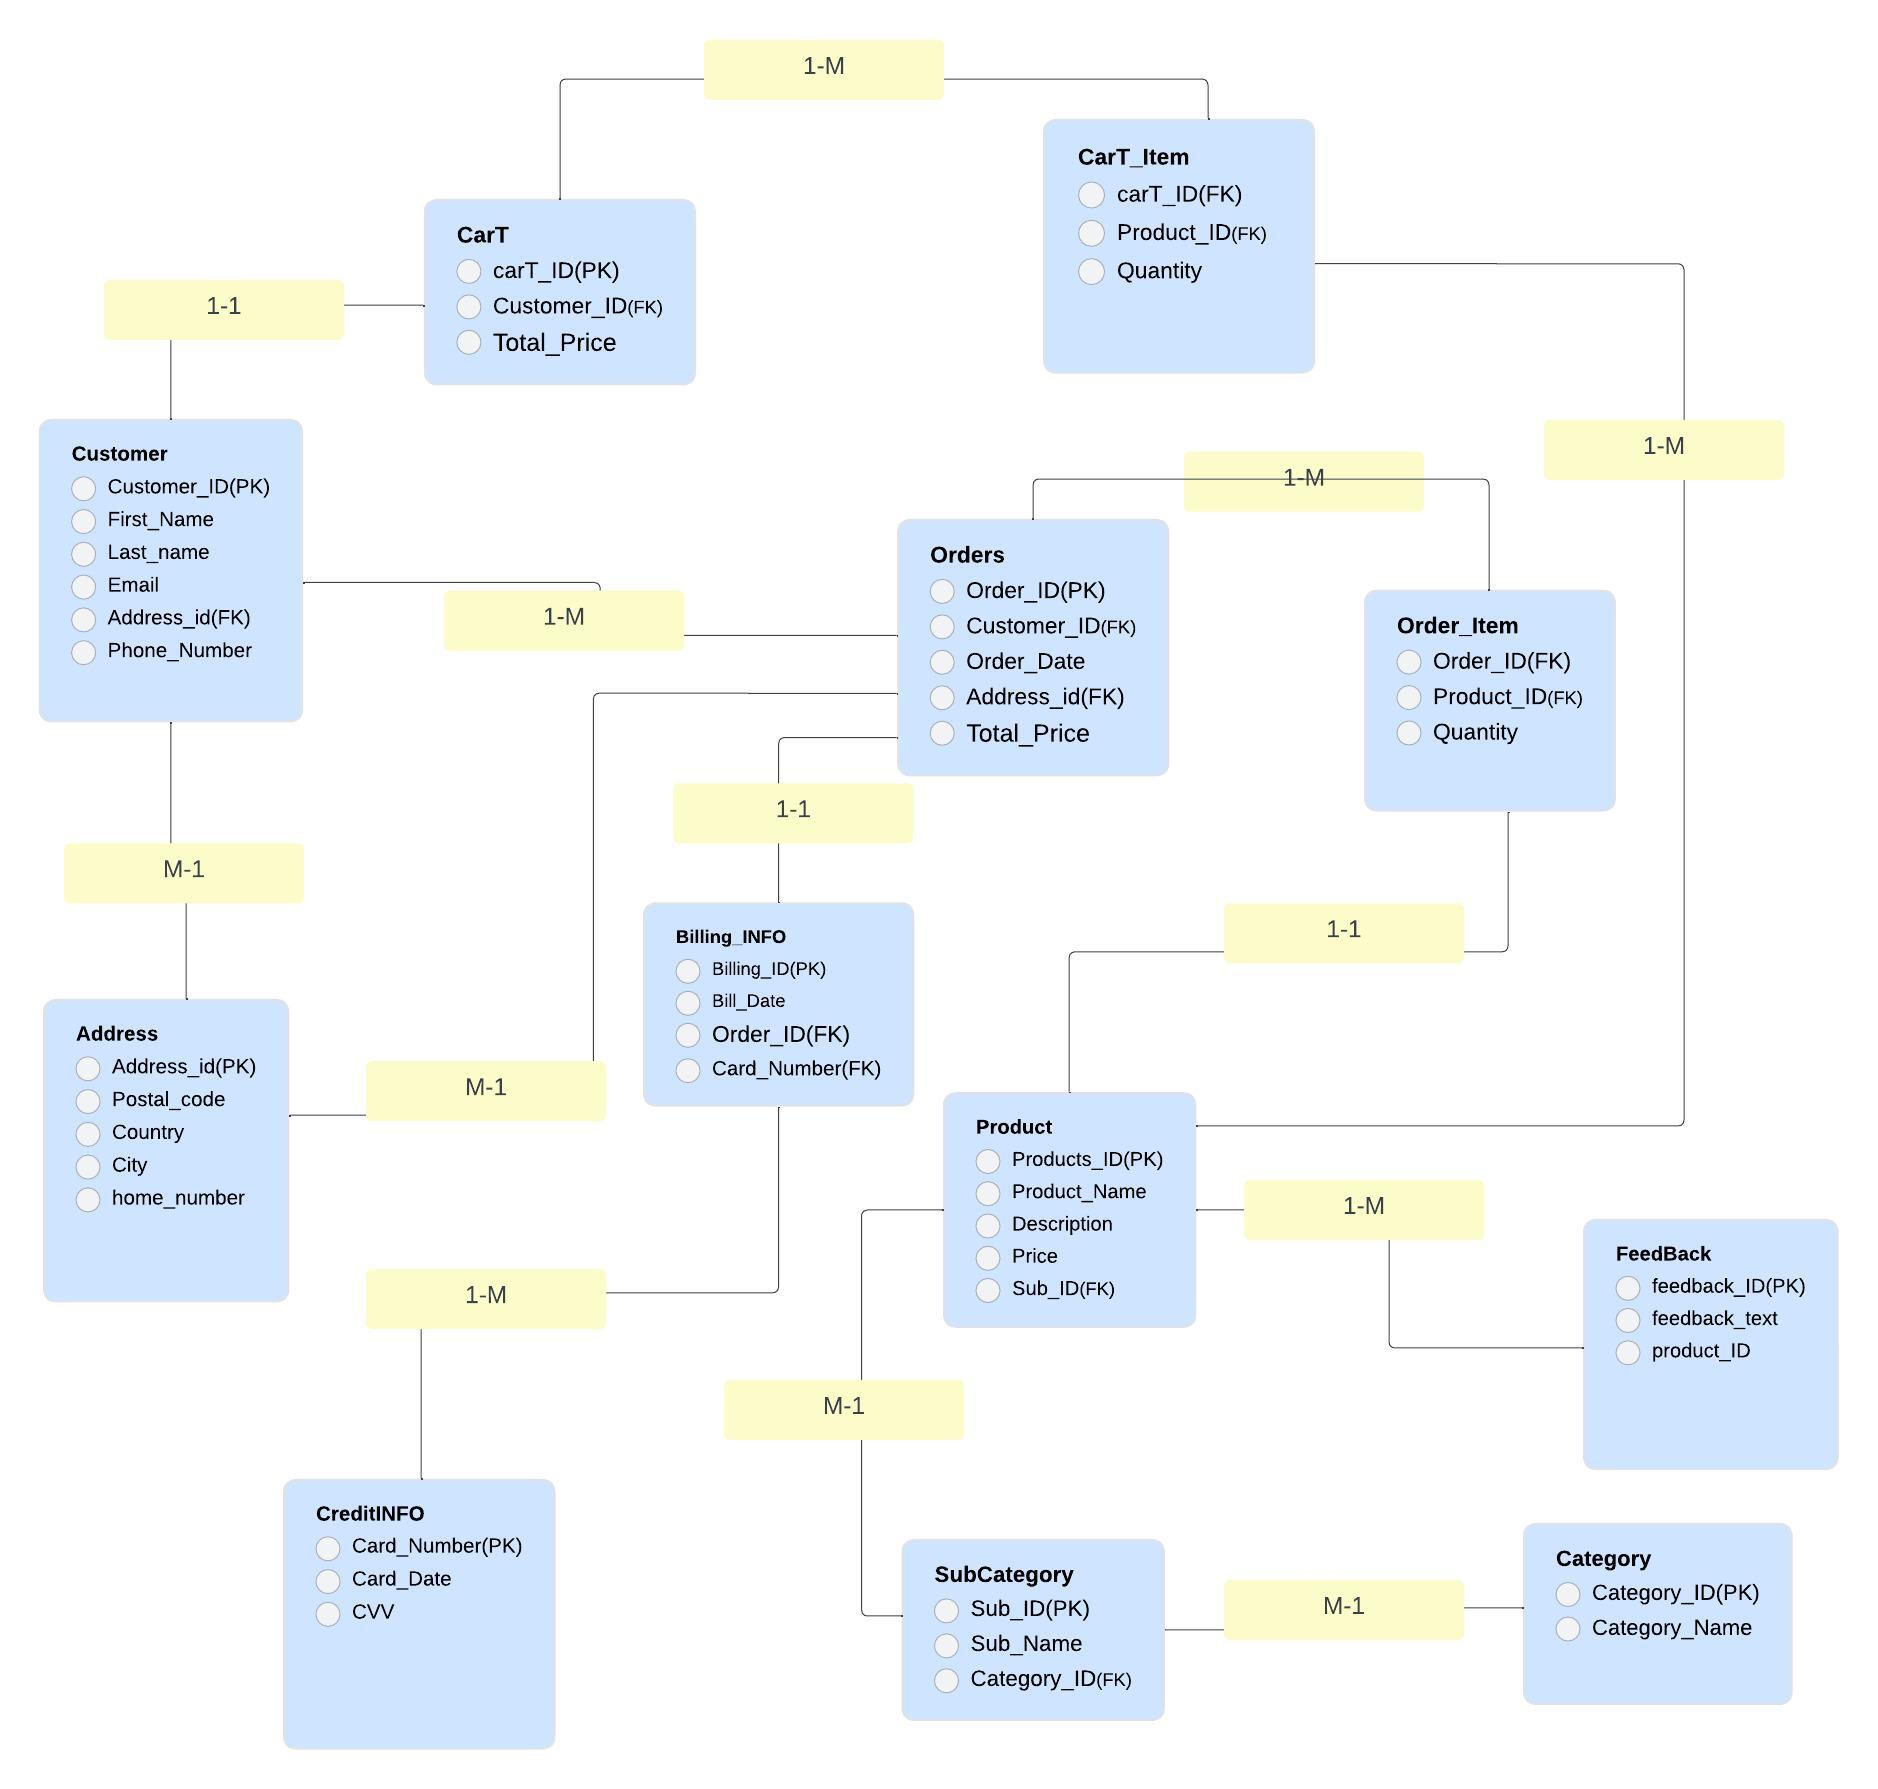 1-M
CarT_Item
carT_ID(FK)
Product_ID(FK)
Quantity
CarT
carT_ID(PK)
Customer_ID(FK)
Total_Price
1-1
Customer
Customer_ID(PK)
First_Name
Last_name
Email
Address_id(FK)
Phone_Number
1-M
1-M
1-M
Orders
Order_ID(PK)
Customer_ID(FK)
Order_Date
Address_id(FK)
Total_Price
Order_Item
Order_ID(FK)
Product_ID(FK)
Quantity
1-1
M-1
1-1
Billing_INFO
Billing_ID(PK)
Bill_Date
Order_ID(FK)
Card_Number(FK)
Address
Address_id(PK)
Postal_code
Country
City
home_number
M-1
Product
Products_ID(PK)
Product_Name
Description
Price
Sub_ID(FK)
1-M
FeedBack
feedback_ID(PK)
feedback_text
product_ID
1-M
M-1
CreditINFO
Card_Number(PK)
Card_Date
CVV
SubCategory
Sub_ID(PK)
Sub_Name
Category_ID(FK)
M-1
Category
Category_ID(PK)
Category_Name